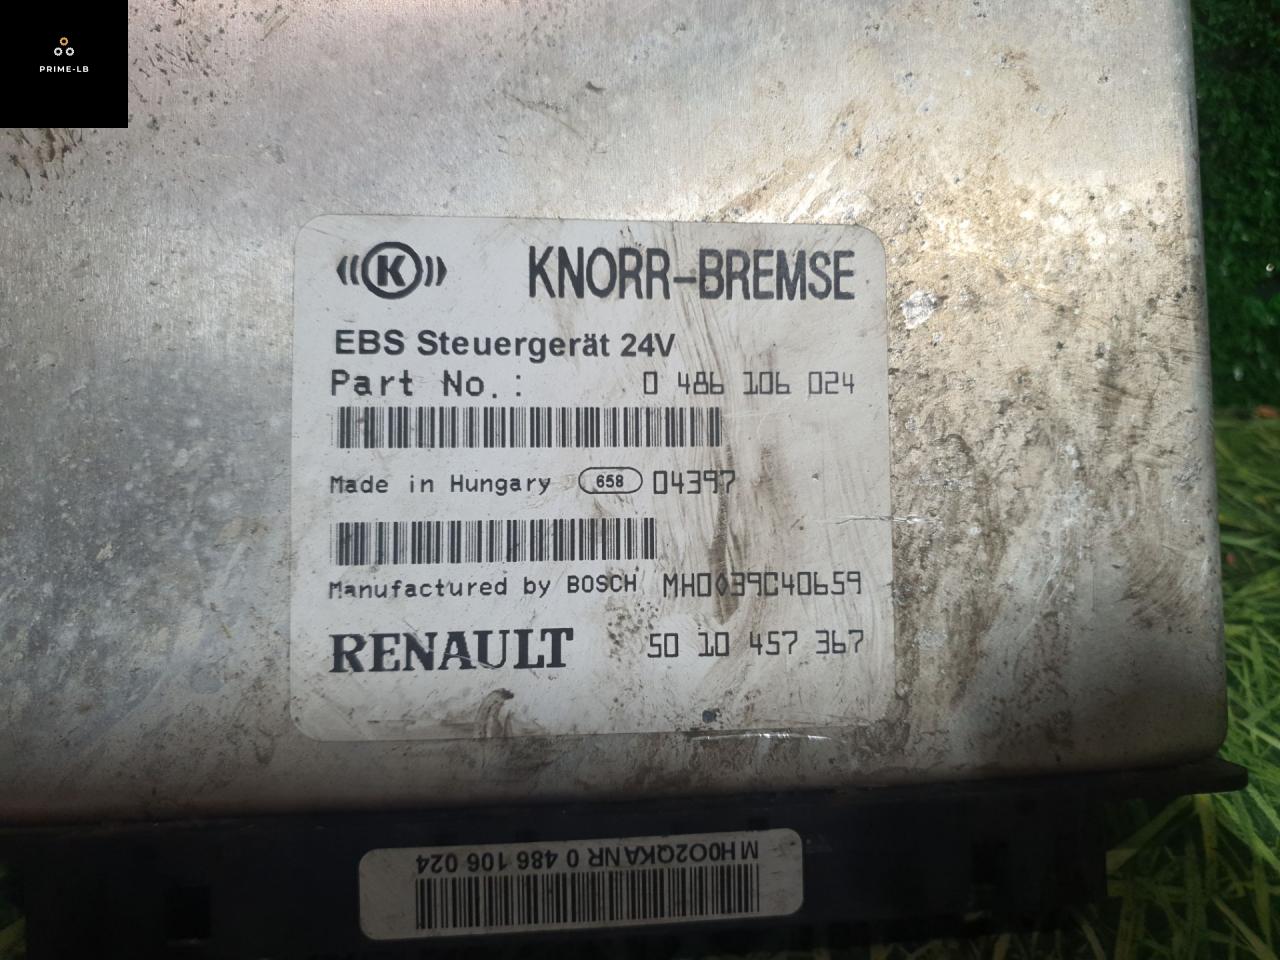 PRIME-LB
K KNORR-BREMSE
EBS Steuergerät 24V
Part No.: 0 486 106 024
Made in Hungary 658 04397
Manufactured by BOSCH MH0039C40659
RENAULT 50 10 457 367
MH0O2QKANR 0 486 106 024